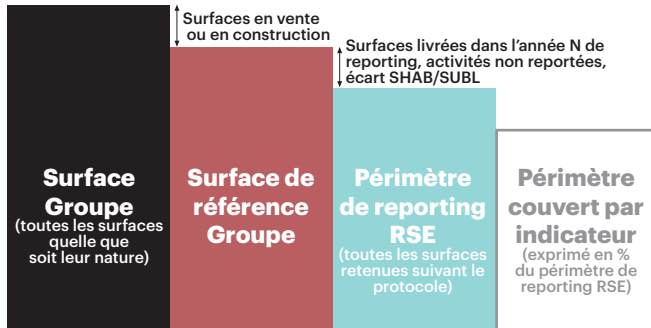 Surfaces en vente
ou en construction
Surfaces livrées dans l’année N de
reporting, activités non reportées,
écart SHAB/SUBL
Surface
Groupe
(toutes les surfaces
quelle que
soit leur nature)
Surface de
référence
Groupe
Périmètre
de reporting
RSE
(toutes les surfaces
retenues suivant le
protocole)
Périmètre
couvert par
indicateur
(exprimé en %
du périmètre de
reporting RSE)